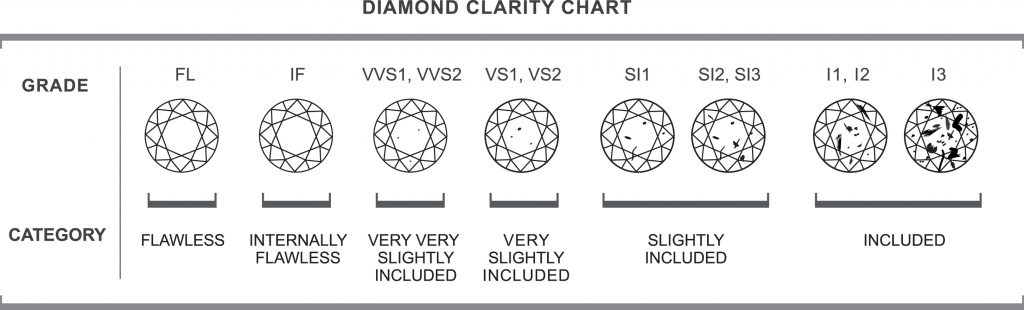 DIAMOND CLARITY CHART
GRADE
FL
IF
VVS1, VVS2
VS1, VS2
SI1
SI2, SI3
I1, I2
I3
CATEGORY
FLAWLESS
INTERNALLY
FLAWLESS
VERY VERY
SLIGHTLY
INCLUDED
VERY
SLIGHTLY
INCLUDED
SLIGHTLY
INCLUDED
INCLUDED